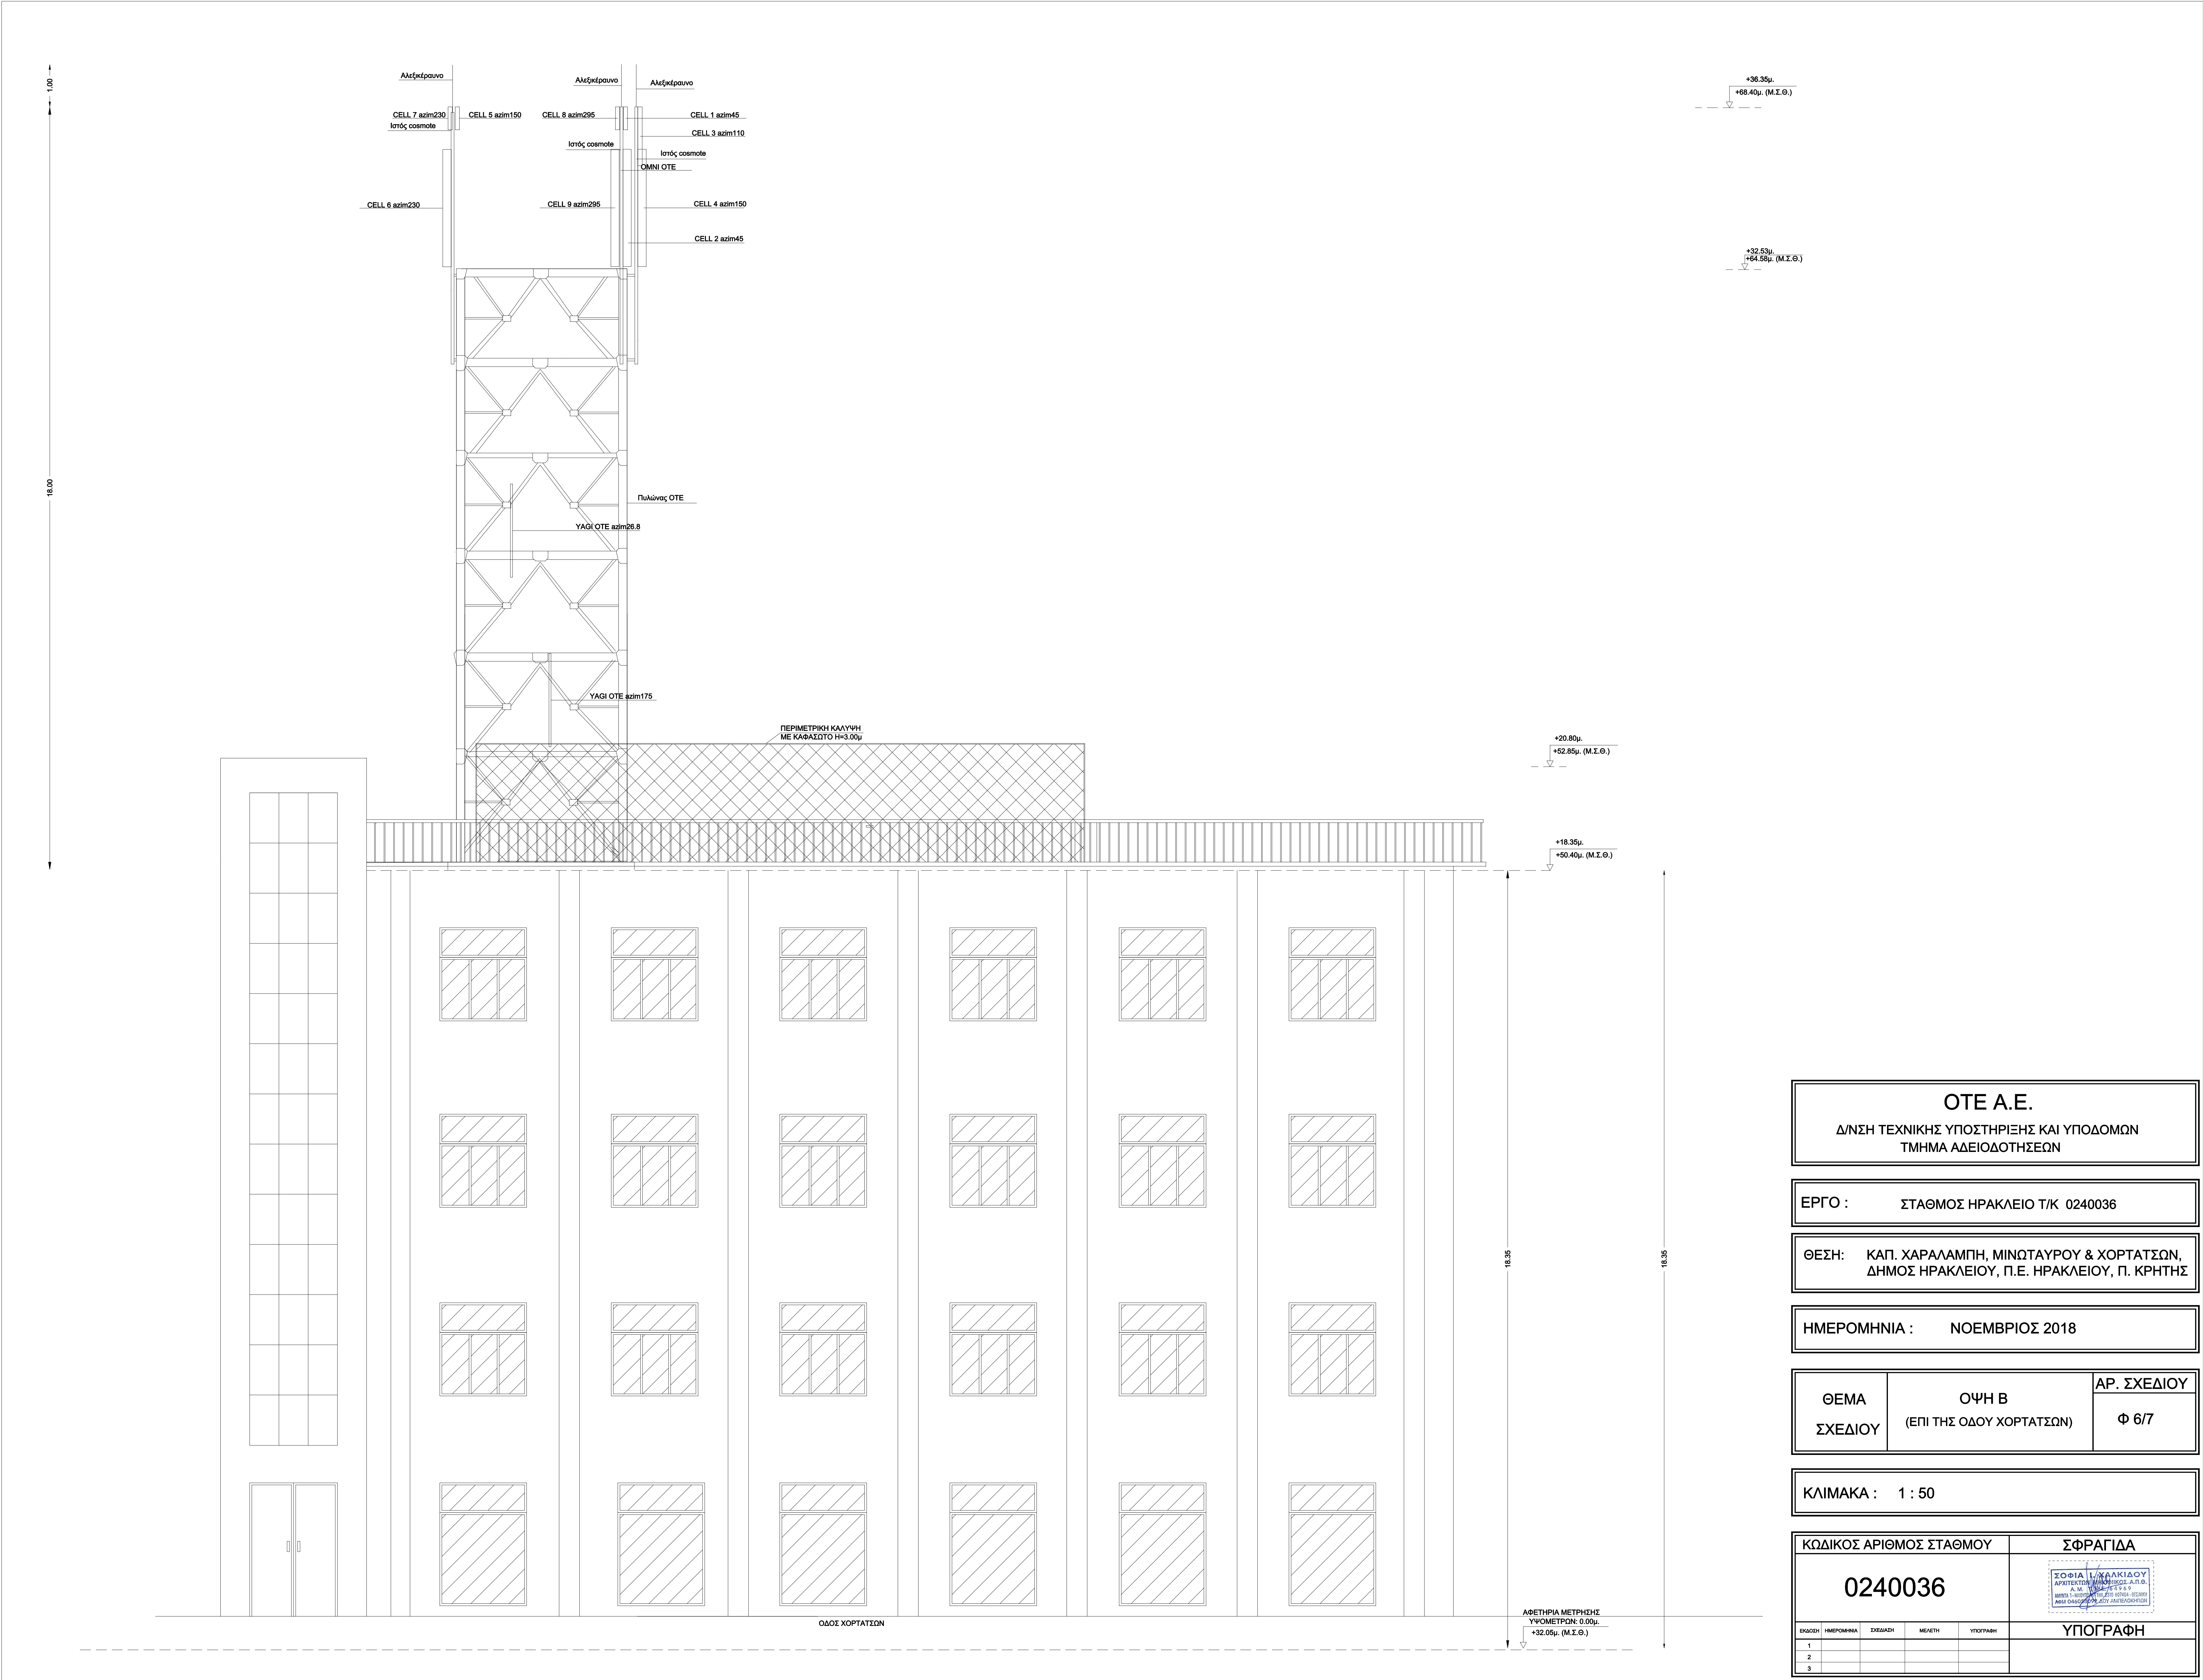 1.00
18.00
Αλεξικέραυνο
Αλεξικέραυνο
Αλεξικέραυνο
CELL 7 azim230
CELL 5 azim150
CELL 8 azim295
CELL 1 azim45
Ιστός cosmote
CELL 3 azim110
Ιστός cosmote
Ιστός cosmote
OMNI OTE
CELL 6 azim230
CELL 9 azim295
CELL 4 azim150
CELL 2 azim45
Πυλώνας ΟΤΕ
YAGI OTE azim26.8
YAGI OTE azim175
ΠΕΡΙΜΕΤΡΙΚΗ ΚΑΛΥΨΗ
ΜΕ ΚΑΦΑΣΩΤΟ Η=3.00μ
+36.35μ.
+68.40μ. (Μ.Σ.Θ.)
+32.53μ.
+64.58μ. (Μ.Σ.Θ.)
+20.80μ.
+52.85μ. (Μ.Σ.Θ.)
+18.35μ.
+50.40μ. (Μ.Σ.Θ.)
18.35
18.35
ΟΔΟΣ ΧΟΡΤΑΤΣΩΝ
ΑΦΕΤΗΡΙΑ ΜΕΤΡΗΣΗΣ
ΥΨΟΜΕΤΡΩΝ: 0.00μ.
+32.05μ. (Μ.Σ.Θ.)
ΟΤΕ Α.Ε.
Δ/ΝΣΗ ΤΕΧΝΙΚΗΣ ΥΠΟΣΤΗΡΙΞΗΣ ΚΑΙ ΥΠΟΔΟΜΩΝ
ΤΜΗΜΑ ΑΔΕΙΟΔΟΤΗΣΕΩΝ
ΕΡΓΟ : ΣΤΑΘΜΟΣ ΗΡΑΚΛΕΙΟ Τ/Κ 0240036
ΘΕΣΗ: ΚΑΠ. ΧΑΡΑΛΑΜΠΗ, ΜΙΝΩΤΑΥΡΟΥ & ΧΟΡΤΑΤΣΩΝ,
ΔΗΜΟΣ ΗΡΑΚΛΕΙΟΥ, Π.Ε. ΗΡΑΚΛΕΙΟΥ, Π. ΚΡΗΤΗΣ
ΗΜΕΡΟΜΗΝΙΑ : ΝΟΕΜΒΡΙΟΣ 2018
ΘΕΜΑ
ΣΧΕΔΙΟΥ
ΟΨΗ Β
(ΕΠΙ ΤΗΣ ΟΔΟΥ ΧΟΡΤΑΤΣΩΝ)
ΑΡ. ΣΧΕΔΙΟΥ
Φ 6/7
ΚΛΙΜΑΚΑ : 1 : 50
ΚΩΔΙΚΟΣ ΑΡΙΘΜΟΣ ΣΤΑΘΜΟΥ
0240036
ΣΦΡΑΓΙΔΑ
ΣΟΦΙΑ Ι. ΧΑΛΚΙΔΟΥ
ΑΡΧΙΤΕΚΤΩΝ ΜΗΧΑΝΙΚΟΣ Α.Π.Θ.
ΥΠΟΓΡΑΦΗ
ΕΚΔΟΣΗ ΗΜΕΡΟΜΗΝΙΑ ΣΧΕΔΙΑΣΗ ΜΕΛΕΤΗ ΥΠΟΓΡΑΦΗ
1
2
3